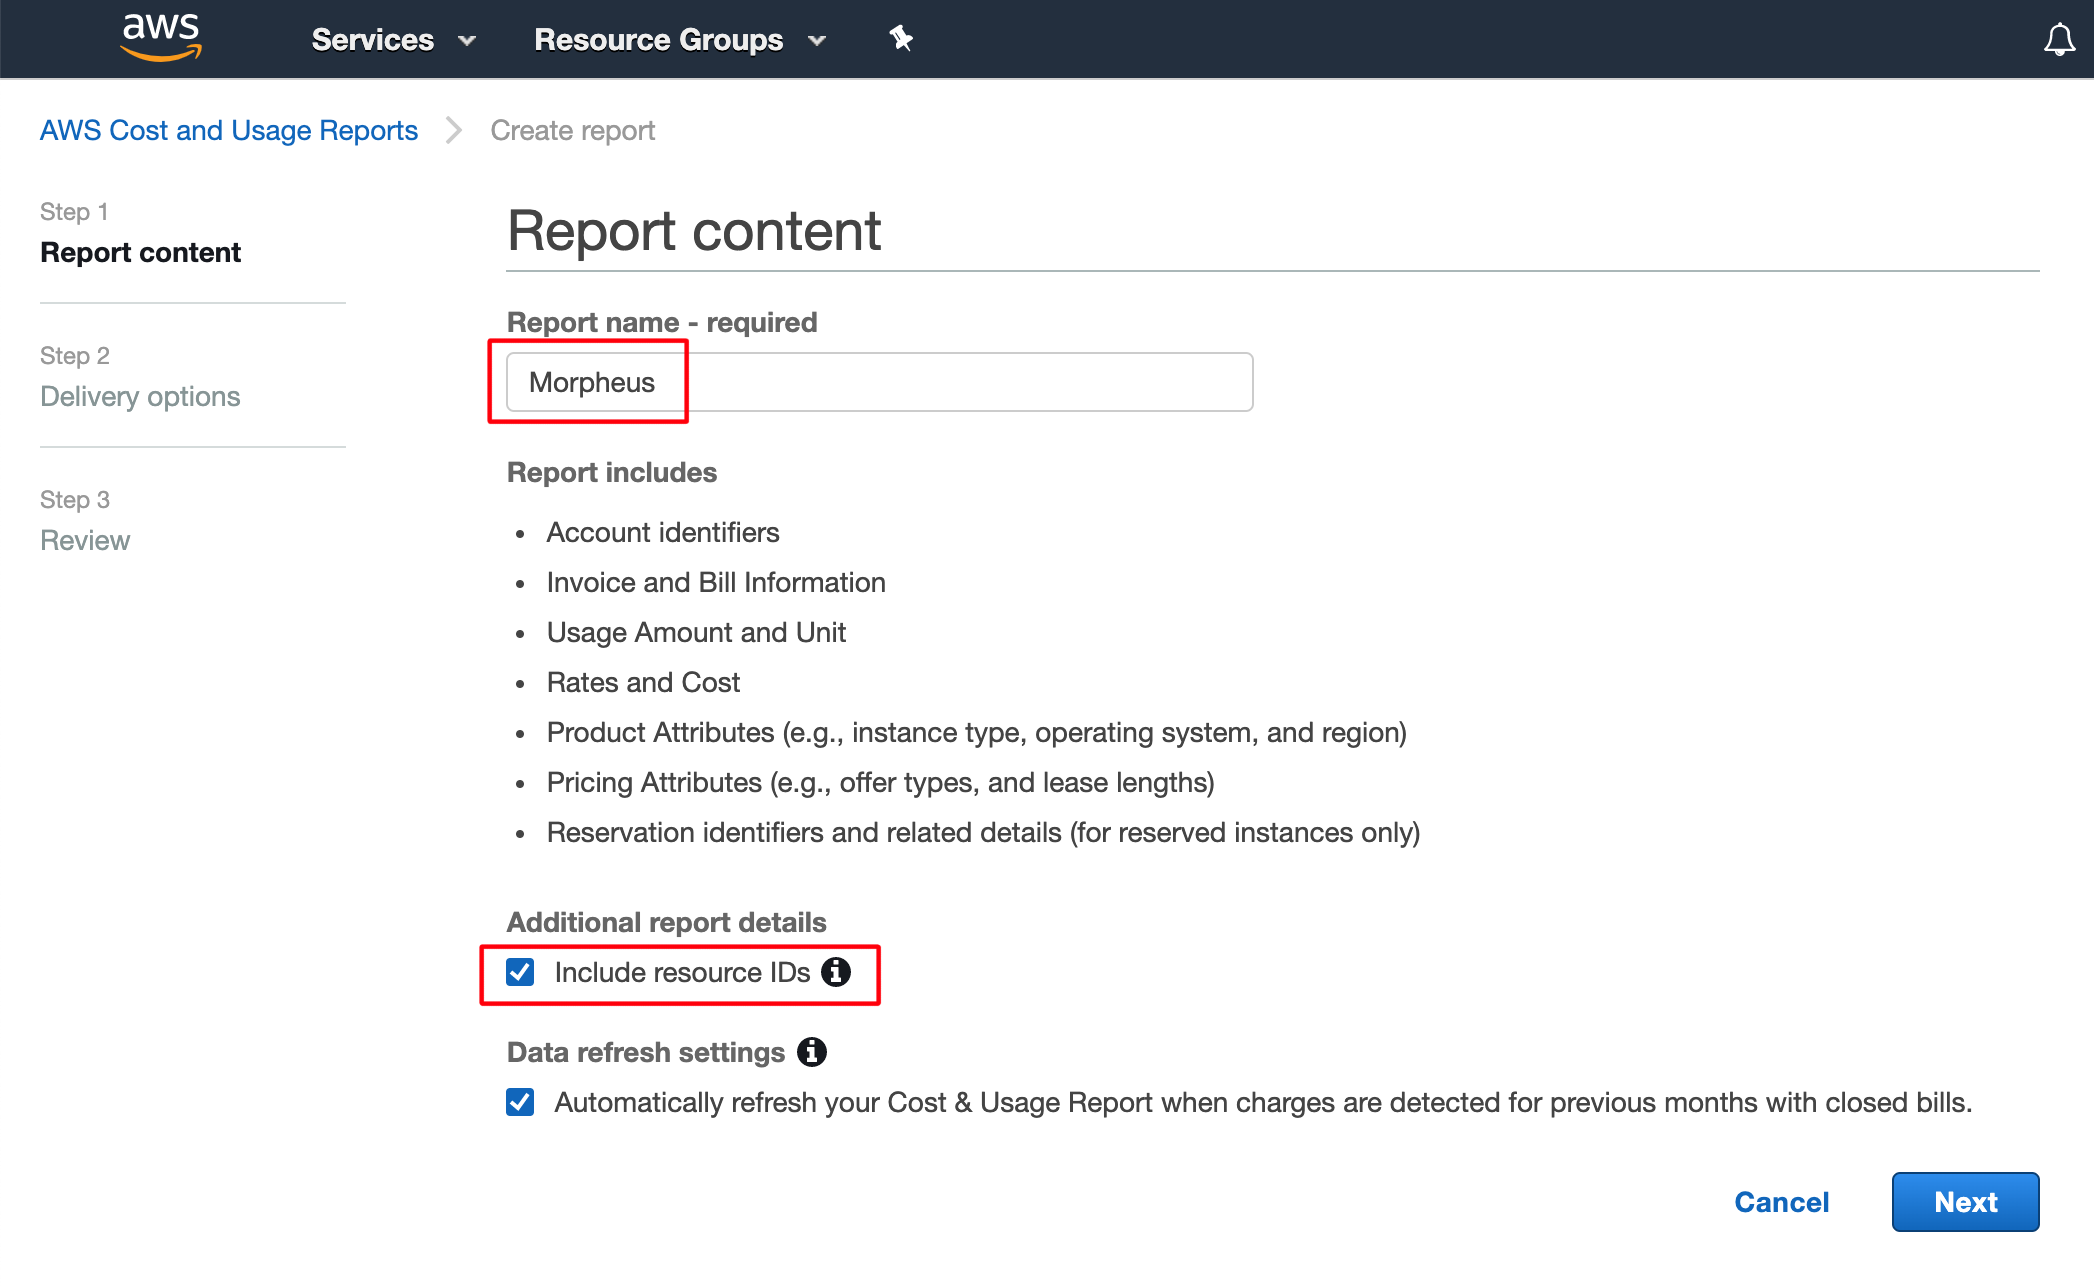 aws Services Resource Groups
AWS Cost and Usage Reports Create report
Step 1
Report content
Step 2
Delivery options
Step 3
Review
Report content
Report name - required
Morpheus
Report includes
• Account identifiers
• Invoice and Bill Information
• Usage Amount and Unit
• Rates and Cost
• Product Attributes (e.g., instance type, operating system, and region)
• Pricing Attributes (e.g., offer types, and lease lengths)
• Reservation identifiers and related details (for reserved instances only)
Additional report details
Include resource IDs
Data refresh settings
Automatically refresh your Cost & Usage Report when charges are detected for previous months with closed bills.
Cancel Next